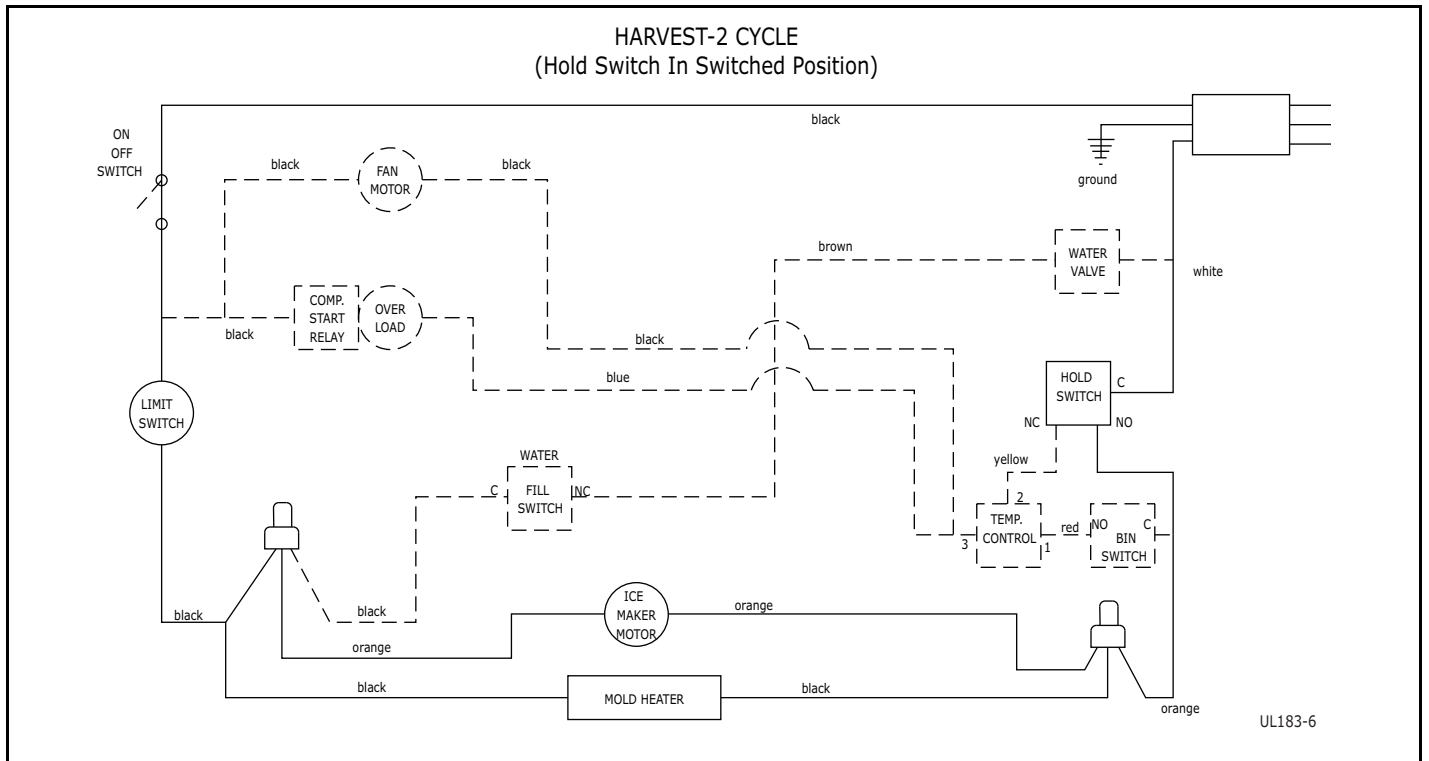 HARVEST-2 CYCLE
(Hold Switch In Switched Position)
black
ON
OFF
SWITCH
black
FAN
MOTOR
black
ground
brown
WATER
VALVE
white
COMP.
START
RELAY
OVER
LOAD
black
black
blue
HOLD
SWITCH
C
NC
NO
LIMIT
SWITCH
WATER
C
FILL
SWITCH
NC
yellow
2
TEMP.
CONTROL
3
1
red
NO
C
BIN
SWITCH
black
black
orange
ICE
MAKER
MOTOR
orange
black
MOLD HEATER
black
orange
UL183-6